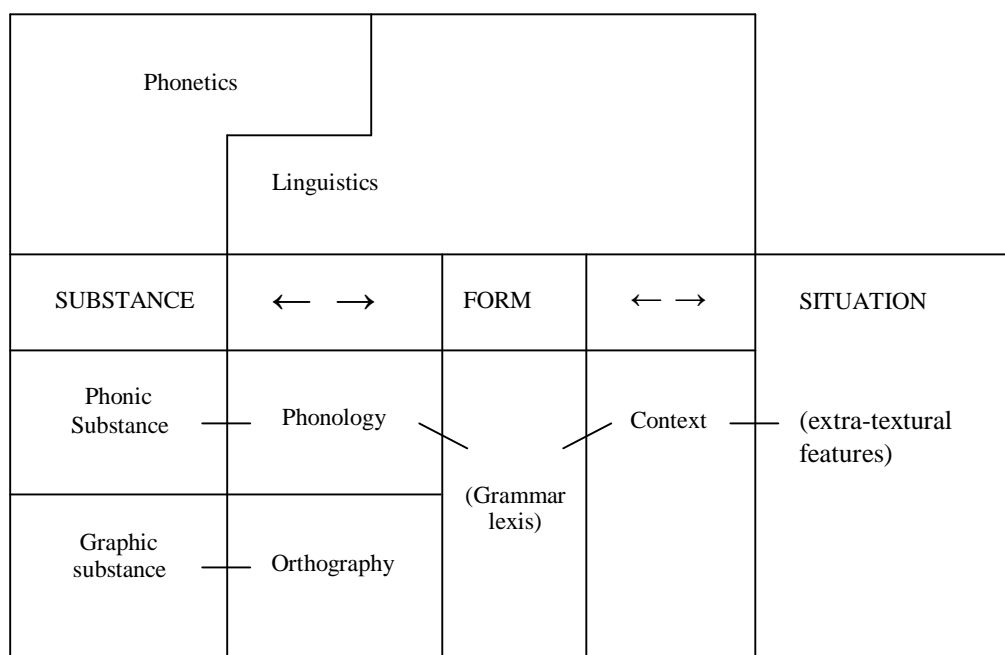 Phonetics
Linguistics
SUBSTANCE ← → FORM ← → SITUATION
Phonic
Substance
Phonology
Context
(extra-textural
features)
(Grammar
lexis)
Graphic
substance
Orthography